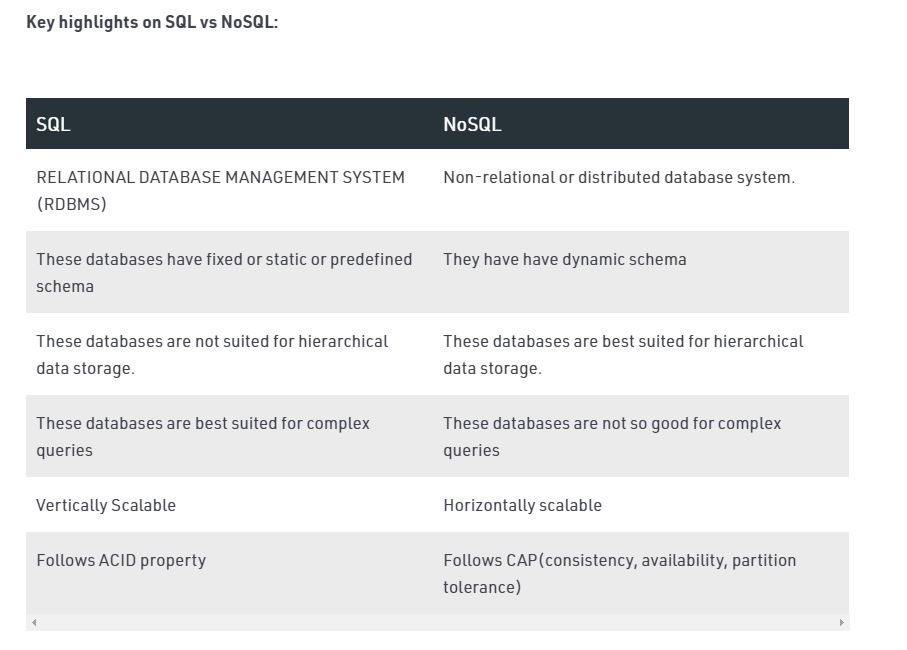 Key highlights on SQL vs NoSQL:
SQL
NoSQL
RELATIONAL DATABASE MANAGEMENT SYSTEM
(RDBMS)
Non-relational or distributed database system.
These databases have fixed or static or predefined
schema
They have have dynamic schema
These databases are not suited for hierarchical
data storage.
These databases are best suited for hierarchical
data storage.
These databases are best suited for complex
queries
These databases are not so good for complex
queries
Vertically Scalable
Horizontally scalable
Follows ACID property
Follows CAP(consistency, availability, partition
tolerance)